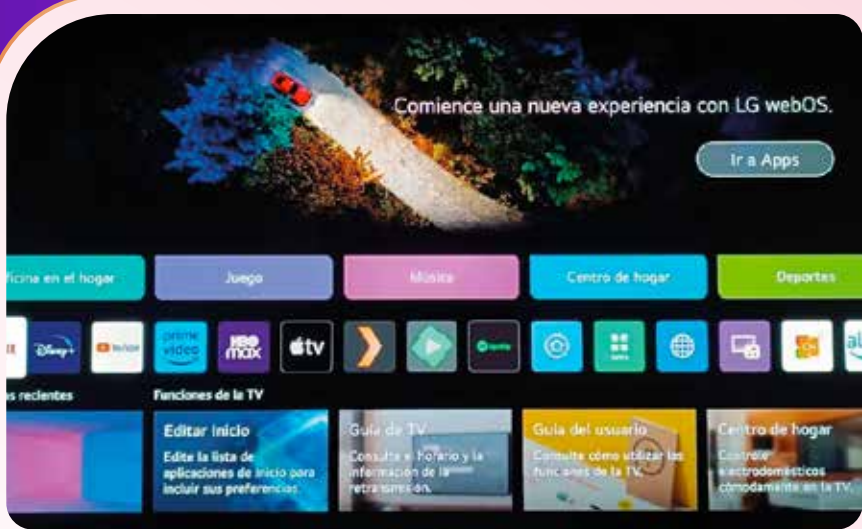 Comience una nueva experiencia con LG webOS.
Ir a Apps
ficina en el hogar
Juego
Música
Centro de hogar
Deportes
Disney+
YouTube
prime video
HBO max
tv
Spotify
APPS
as recientes
Funciones de la TV
Editar Inicio
Edite la lista de
aplicaciones de inicio para
incluir sus preferencias.
Guía de TV
Consulte el horario y la
información de la
retransmisión.
Guía del usuario
Consulte cómo utilizar las
funciones de la TV.
Centro de hogar
Controle
electrodomésticos
cómodamente en la TV.